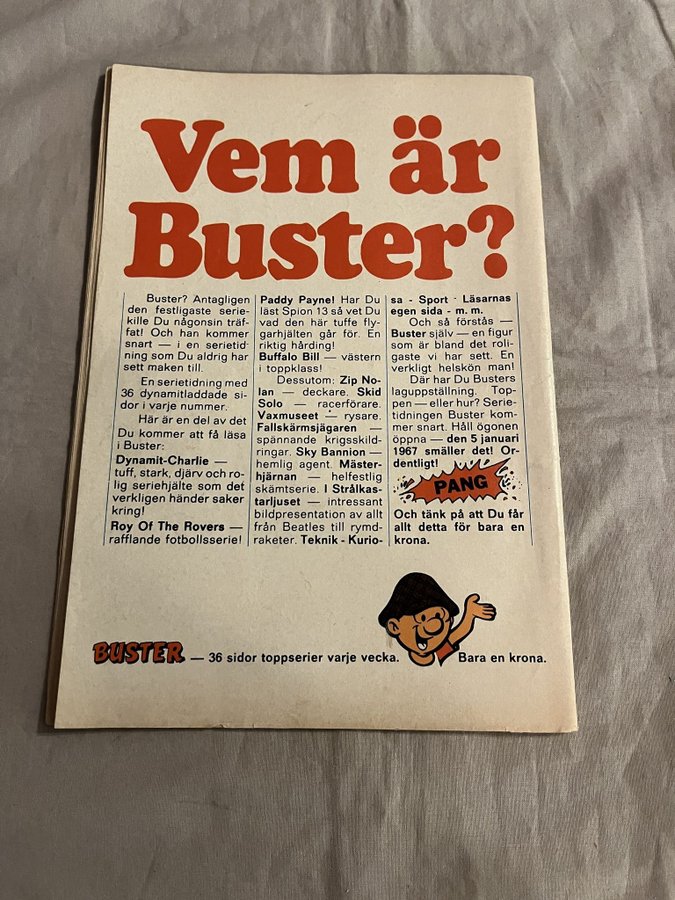 Vem är
Buster?
Buster? Antagligen
den festligaste serie-
kille Du någonsin träf-
fat! Och han kommer
snart — i en serietid-
ning som Du aldrig har
sett maken till.
En serietidning med
36 dynamitladdade si-
dor i varje nummer.
Här är en del av det
Du kommer att få läsa
i Buster:
Dynamit-Charlie —
tuff, stark, djärv och ro-
lig seriehjälte som det
verkligen händer saker
kring!
Roy Of The Rovers —
rafflande fotbollsserie!
Paddy Payne! Har Du
läst Spion 13 så vet Du
vad den här tuffe fly-
garhjälten går för. En
riktig hårding!
Buffalo Bill — västern
i toppklass!
Dessutom: Zip No-
lan — deckare. Skid
Solo — racerförare.
Vaxmuseet — rysare.
Fallskärmsjägaren —
spännande krigsskild-
ringar. Sky Bannion —
hemlig agent. Mäster-
hjärnan — helfestlig
skämtserie. I Strålkas-
tarljuset — intressant
bildpresentation av allt
från Beatles till rymd-
raketer. Teknik - Kurio-
sa - Sport - Läsarnas
egen sida - m. m.
Och så förstås —
Buster själv — en figur
som är bland det roli-
gaste vi har sett. En
verkligt helskön man!
Där har Du Busters
laguppställning. Top-
pen — eller hur? Serie-
tidningen Buster kom-
mer snart. Håll ögonen
öppna — den 5 januari
1967 smäller det! Or-
dentligt!
PANG
Och tänk på att Du får
allt detta för bara en
krona.
BUSTER — 36 sidor toppserier varje vecka. Bara en krona.